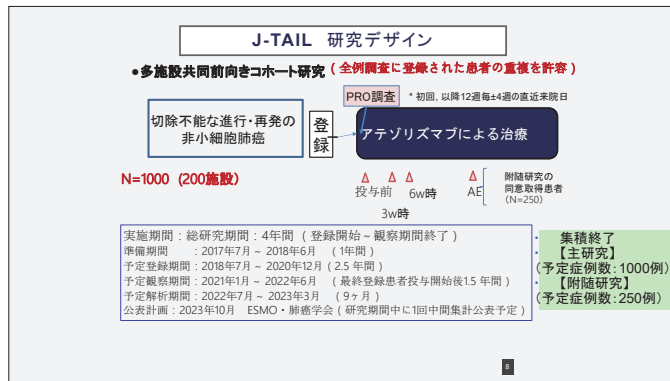 J-TAIL 研究デザイン
●多施設共同前向きコホート研究（全例調査に登録された患者の重複を許容）
PRO調査
* 初回, 以降12週毎±4週の直近来院日
切除不能な進行・再発の
非小細胞肺癌
登録
アテゾリズマブによる治療
N=1000 (200施設)
投与前
3w時
6w時
AE
附随研究の
同意取得患者
(N=250)
実施期間：総研究期間：4年間（登録開始～観察期間終了）
準備期間　　：2017年7月～2018年6月　（1年間）
予定登録期間：2018年7月～2020年12月（2.5年間）
予定観察期間：2021年1月～2022年6月　（最終登録患者投与開始後1.5年間）
予定解析期間：2022年7月～2023年3月　（9ヶ月）
公表計画：2023年10月　ESMO・肺癌学会（研究期間中に1回中間集計公表予定）
・ 集積終了
・ 【主研究】
（予定症例数：1000例）
・ 【附随研究】
（予定症例数：250例）
8